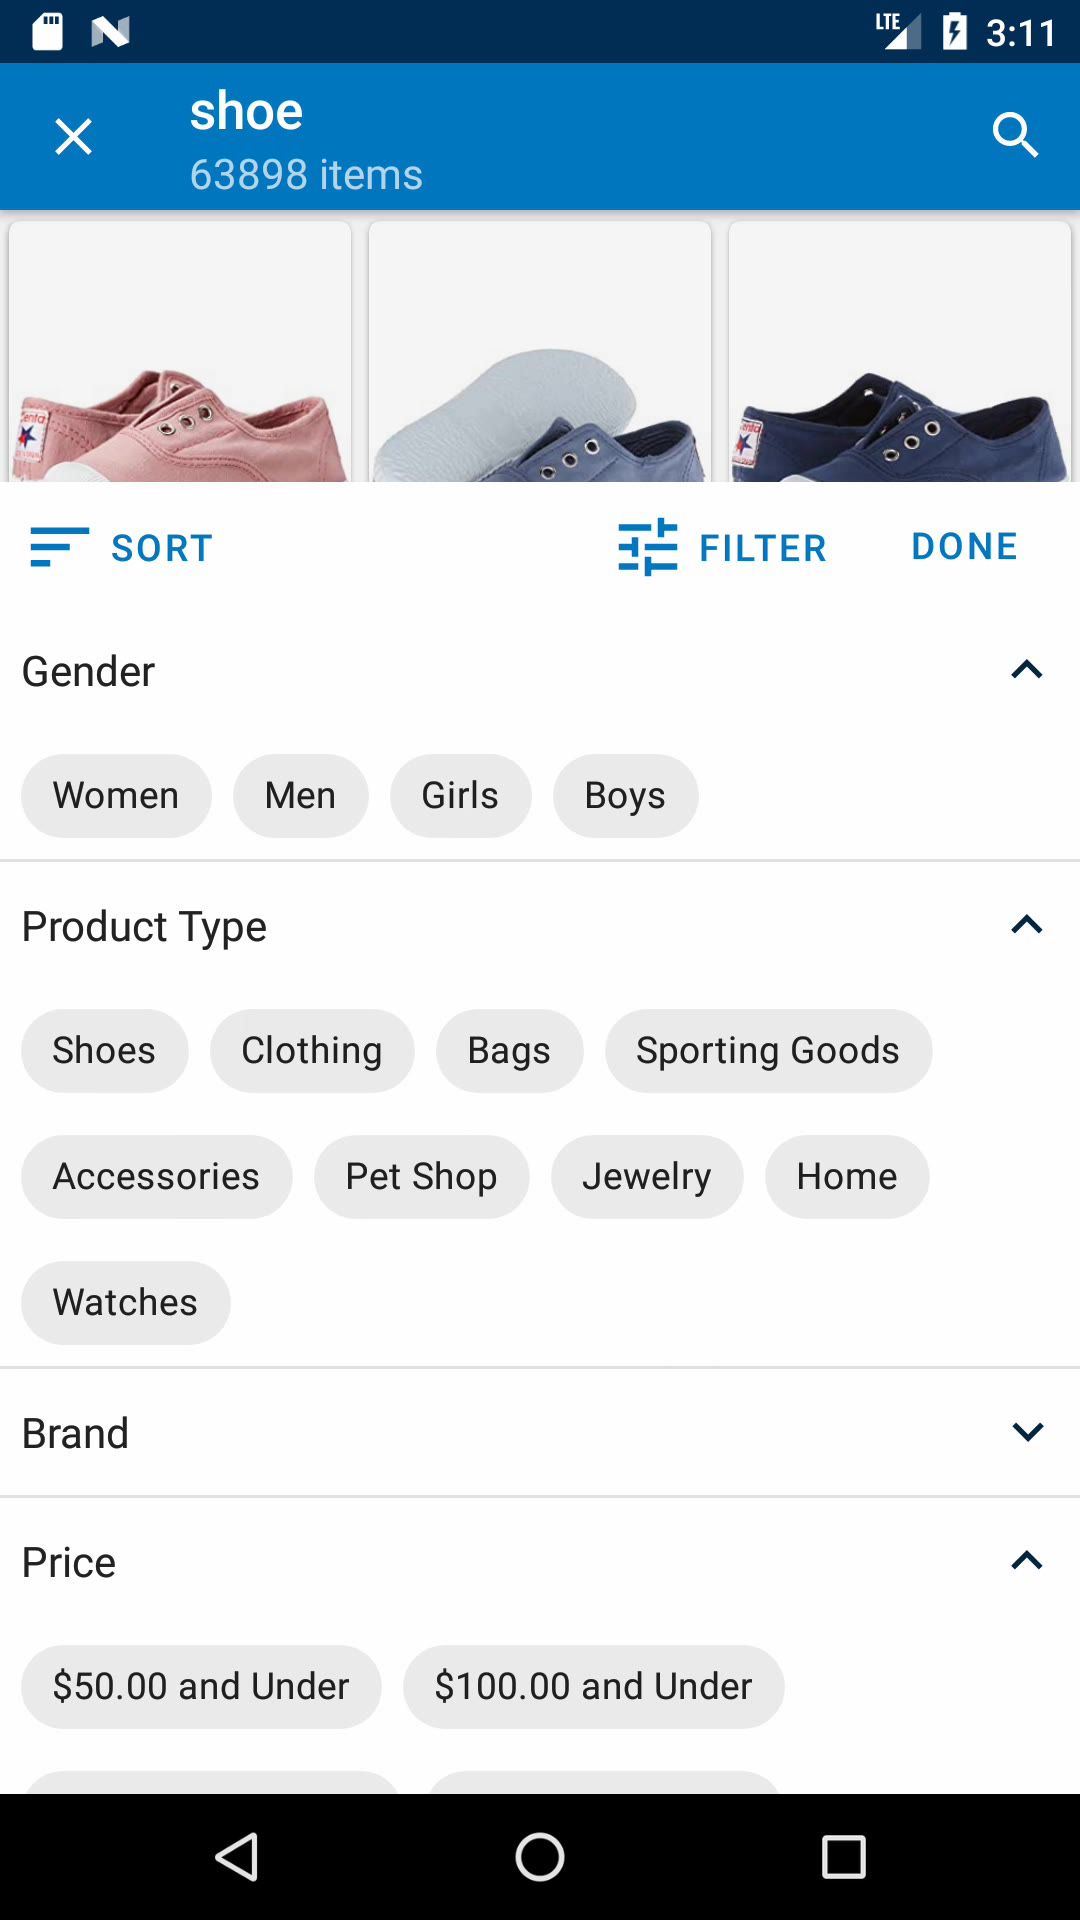 LTE 3:11
shoe
63898 items
SORT FILTER DONE
Gender
Women Men Girls Boys
Product Type
Shoes Clothing Bags Sporting Goods
Accessories Pet Shop Jewelry Home
Watches
Brand
Price
$50.00 and Under $100.00 and Under